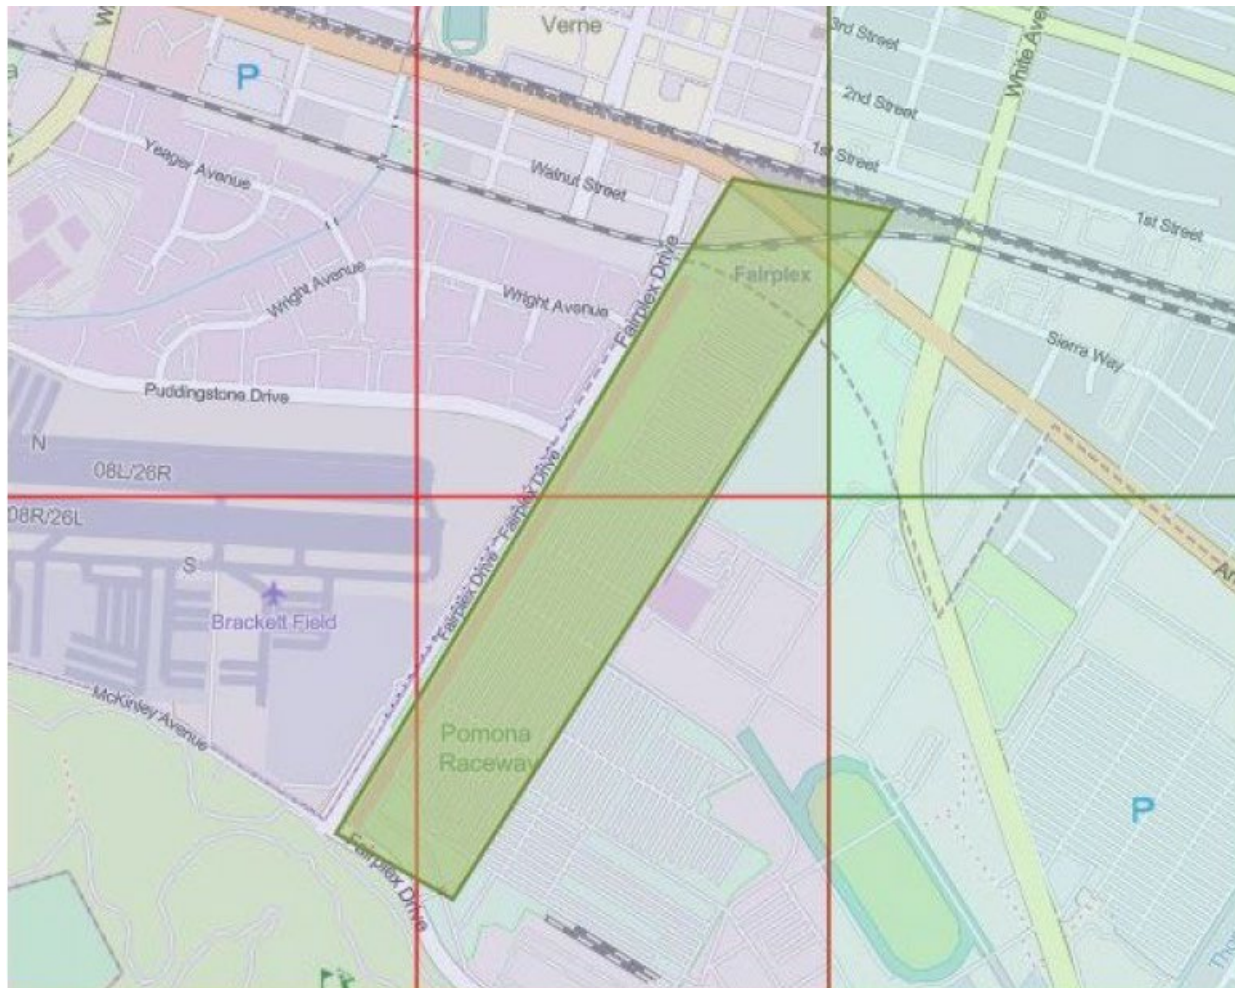 Verne
3rd Street
White Aven
P
2nd Street
1st Street
Yeager Avenue
Walnut Street
1st Street
Wright Avenue
Wright Avenue
Fairplex Drive
Fairplex
Sierra Way
Puddingstone Drive
N
08L/26R
08R/26L
S
Fairplex Drive
Fairplex Drive
Brackett Field
McKinley Avenue
Pomona
Raceway
P
Fairplex Drive